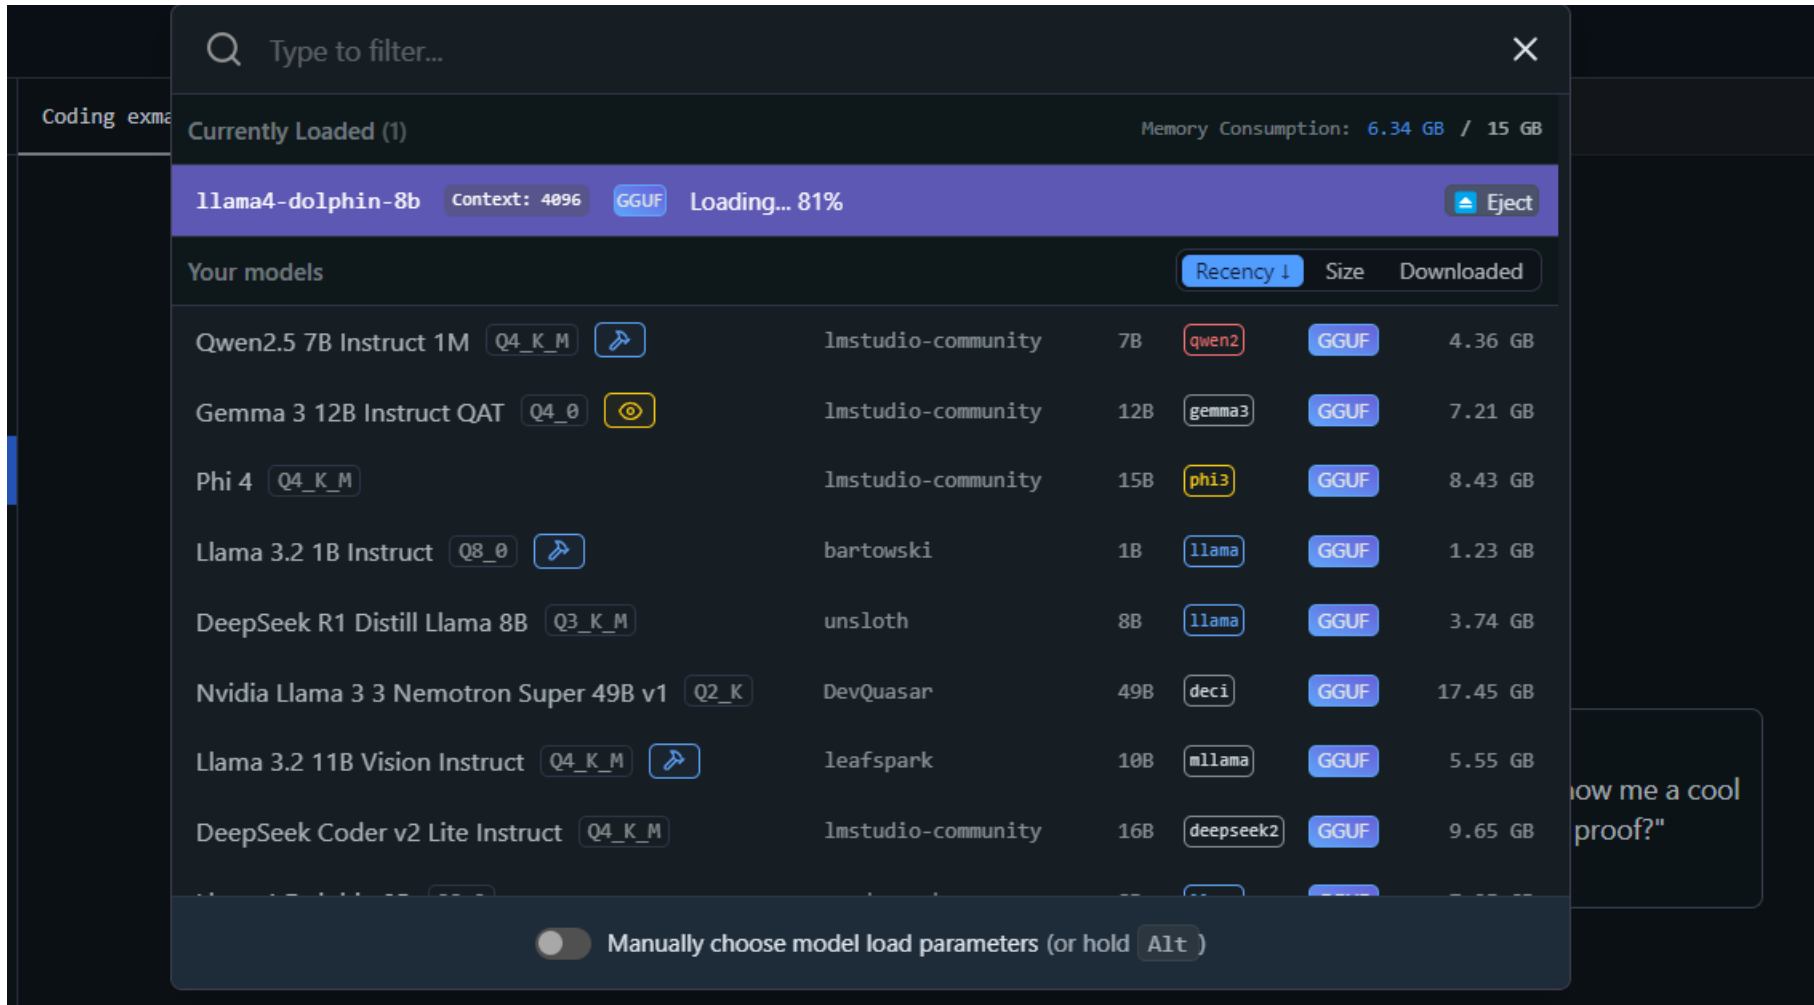 Type to filter...
Coding exma
Currently Loaded (1) Memory Consumption: 6.34 GB / 15 GB
llama4-dolphin-8b Context: 4096 GGUF Loading... 81% Eject
Your models Recency ↓ Size Downloaded
Qwen2.5 7B Instruct 1M Q4_K_M lmstudio-community 7B qwen2 GGUF 4.36 GB
Gemma 3 12B Instruct QAT Q4_0 lmstudio-community 12B gemma3 GGUF 7.21 GB
Phi 4 Q4_K_M lmstudio-community 15B phi3 GGUF 8.43 GB
Llama 3.2 1B Instruct Q8_0 bartowski 1B llama GGUF 1.23 GB
DeepSeek R1 Distill Llama 8B Q3_K_M unsloth 8B llama GGUF 3.74 GB
Nvidia Llama 3 3 Nemotron Super 49B v1 Q2_K DevQuasar 49B deci GGUF 17.45 GB
Llama 3.2 11B Vision Instruct Q4_K_M leafspark 10B mllama GGUF 5.55 GB
DeepSeek Coder v2 Lite Instruct Q4_K_M lmstudio-community 16B deepseek2 GGUF 9.65 GB
now me a cool
proof?"
Manually choose model load parameters (or hold Alt )